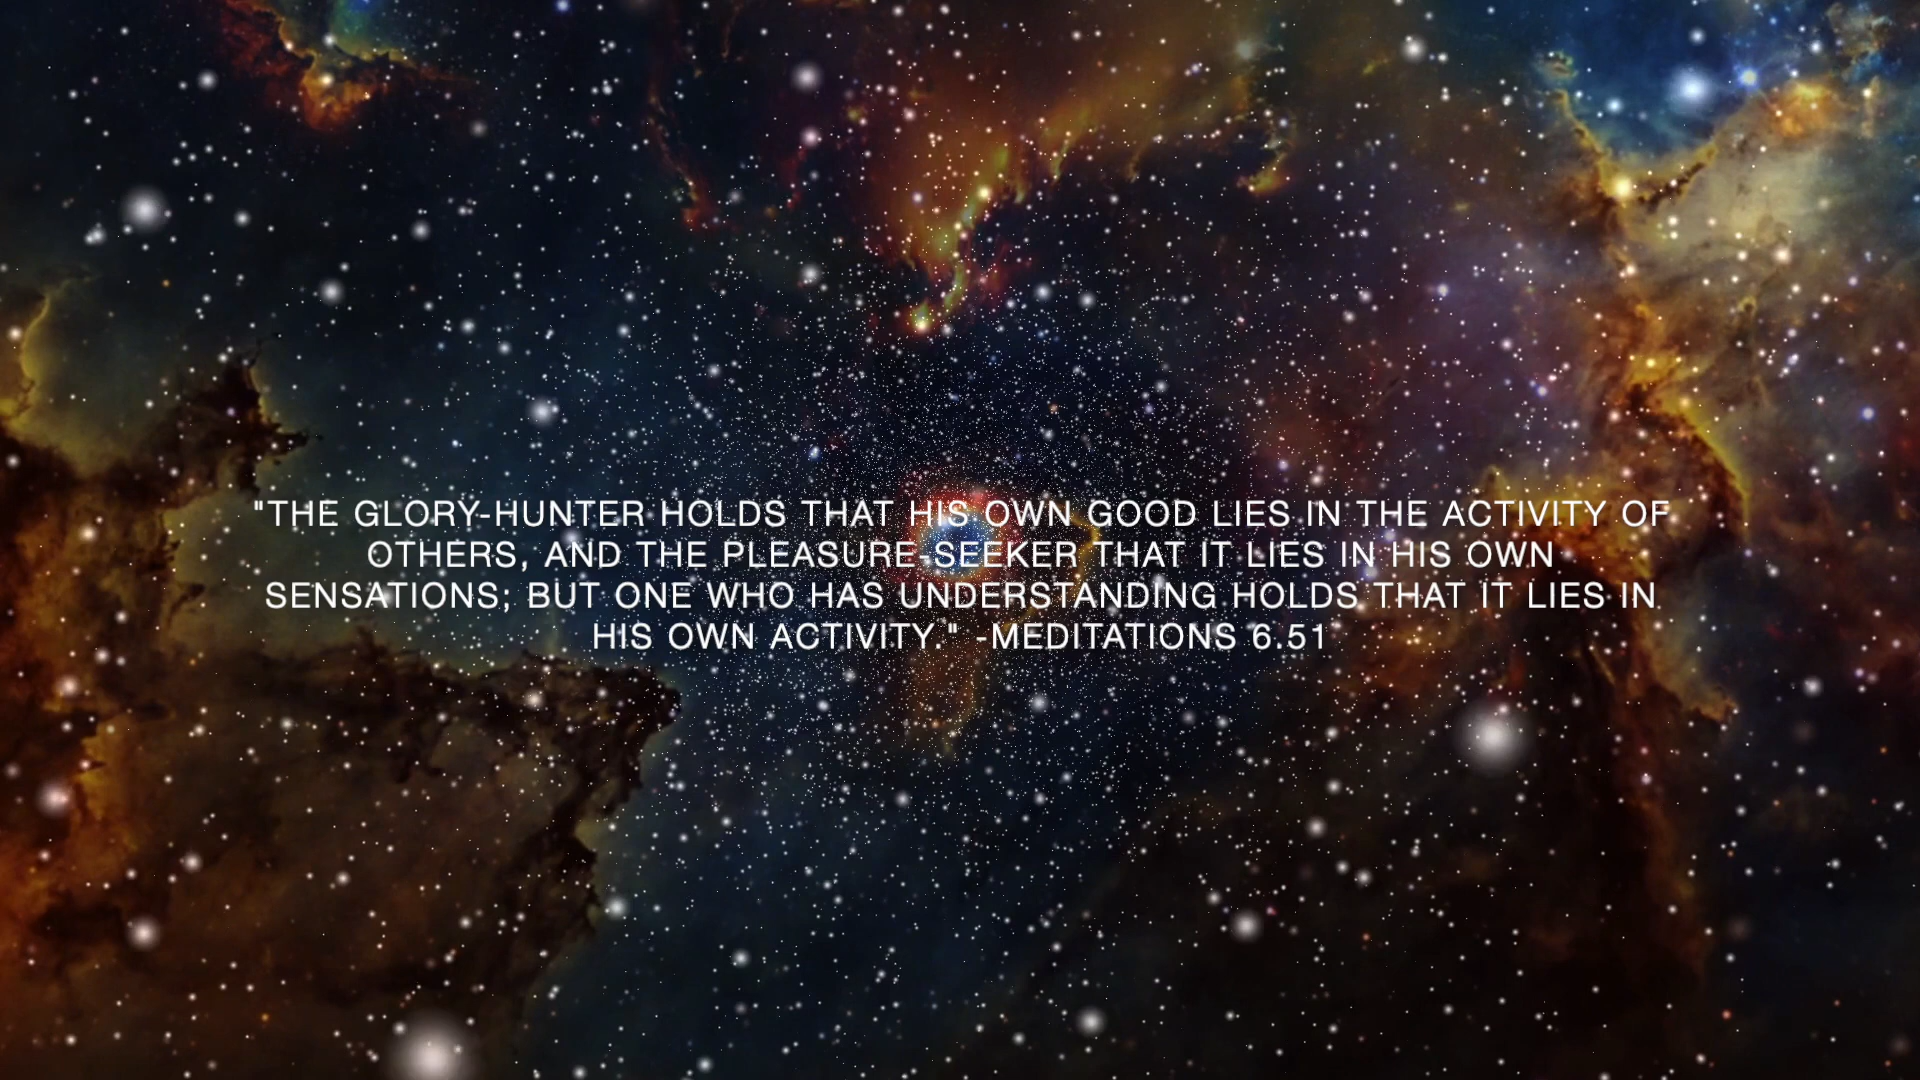 "THE GLORY-HUNTER HOLDS THAT HIS OWN GOOD LIES IN THE ACTIVITY OF
OTHERS, AND THE PLEASURE-SEEKER THAT IT LIES IN HIS OWN
SENSATIONS; BUT ONE WHO HAS UNDERSTANDING HOLDS THAT IT LIES IN
HIS OWN ACTIVITY." -MEDITATIONS 6.51